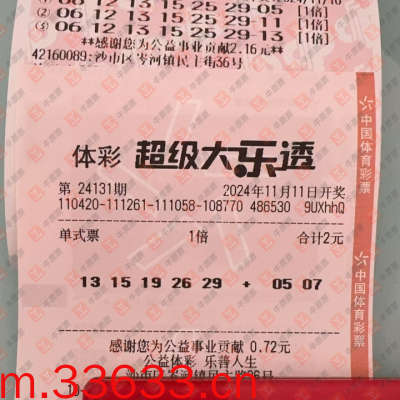 ② 06 12 13 15 25 29-11 [1倍]
③ 06 12 13 15 25 29-13 [1倍]
**感谢您为公益事业贡献2.16元**
42160089:沙市区岑河镇民主街36号
体彩 超级大乐透
第 24131期 2024年11月11日开奖
110420-111261-111058-108770 486530 9UXhhQ
单式票 1倍 合计2元
13 15 19 26 29 + 05 07
感谢您为公益事业贡献 0.72元
公益体彩 乐善人生
m.33633.cn
中国体育彩票
中国体育彩票